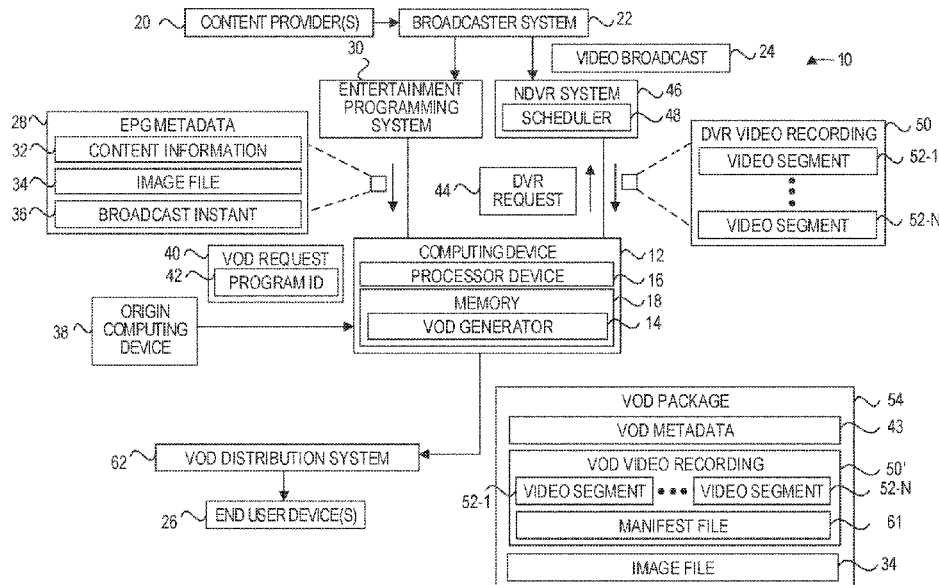 20 CONTENT PROVIDER(S)
BROADCASTER SYSTEM 22
VIDEO BROADCAST 24
10
30
ENTERTAINMENT
PROGRAMMING
SYSTEM
NDVR SYSTEM 46
SCHEDULER 48
28 EPG METADATA
32 CONTENT INFORMATION
34 IMAGE FILE
36 BROADCAST INSTANT
44 DVR
REQUEST
DVR VIDEO RECORDING 50
VIDEO SEGMENT 52-1
VIDEO SEGMENT 52-N
40 VOD REQUEST
42 PROGRAM ID
COMPUTING DEVICE 12
PROCESSOR DEVICE 16
MEMORY 18
VOD GENERATOR 14
38 ORIGIN
COMPUTING
DEVICE
62 VOD DISTRIBUTION SYSTEM
26 END USER DEVICE(S)
VOD PACKAGE 54
VOD METADATA 43
VOD VIDEO RECORDING 50'
52-1 VIDEO SEGMENT VIDEO SEGMENT 52-N
MANIFEST FILE 61
IMAGE FILE 34